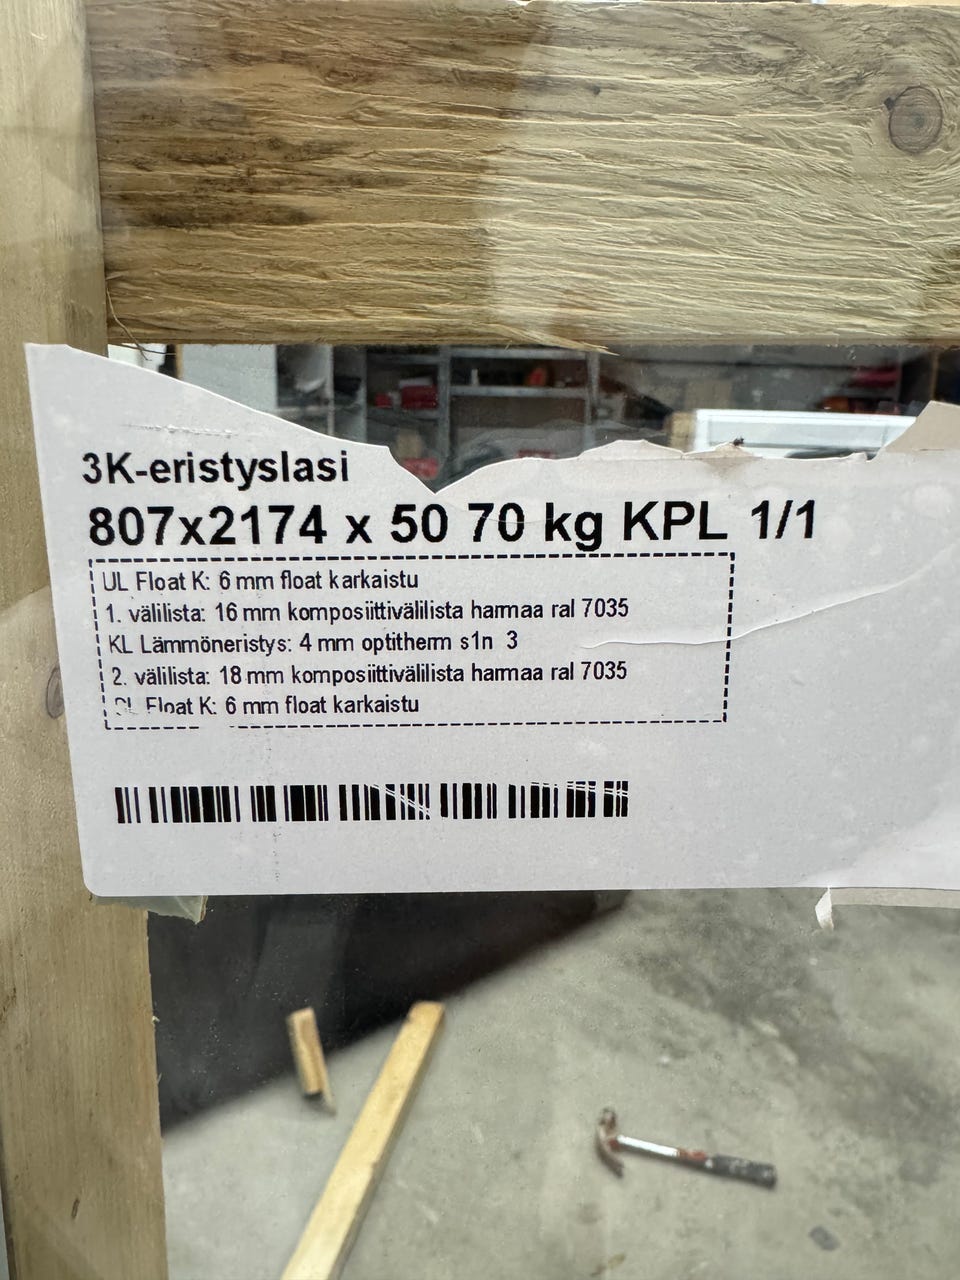 3K-eristyslasi
807x2174 x 50 70 kg KPL 1/1
UL Float K: 6 mm float karkaistu
1. välilista: 16 mm komposiittivälilista harmaa ral 7035
KL Lämmöneristys: 4 mm optitherm s1n 3
2. välilista: 18 mm komposiittivälilista harmaa ral 7035
Float K: 6 mm float karkaistu